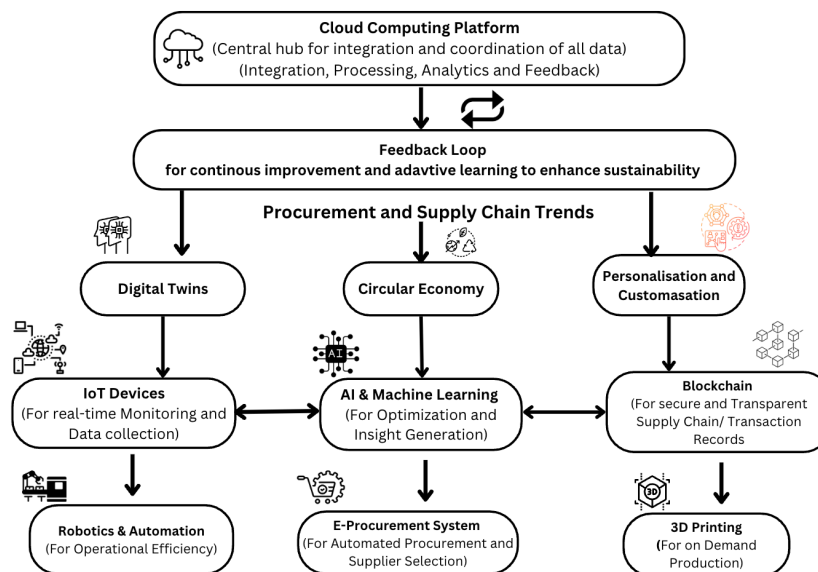 Cloud Computing Platform
(Central hub for integration and coordination of all data)
(Integration, Processing, Analytics and Feedback)
Feedback Loop
for continous improvement and adavtive learning to enhance sustainability
Procurement and Supply Chain Trends
Digital Twins
Circular Economy
Personalisation and
Customasation
IoT Devices
(For real-time Monitoring and
Data collection)
AI
AI & Machine Learning
(For Optimization and
Insight Generation)
Blockchain
(For secure and Transparent
Supply Chain/ Transaction
Records
Robotics & Automation
(For Operational Efficiency)
E-Procurement System
(For Automated Procurement and
Supplier Selection)
3D
3D Printing
(For on Demand
Production)